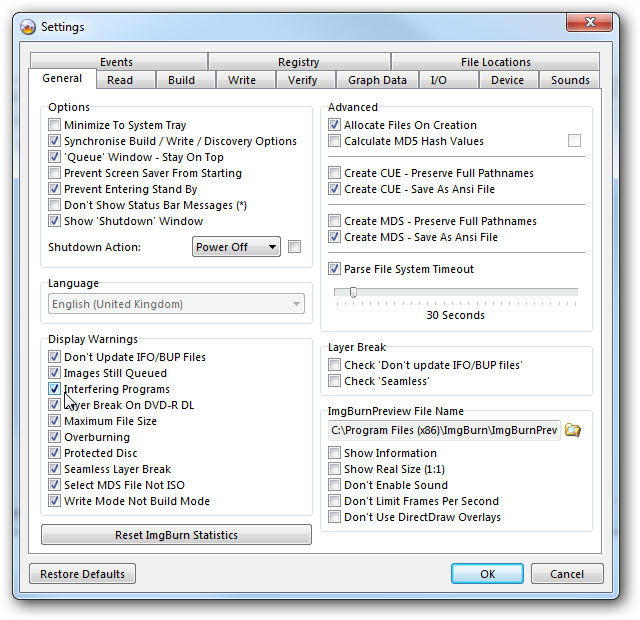 Settings
Events Registry File Locations
General Read Build Write Verify Graph Data I/O Device Sounds
Options
Minimize To System Tray
Synchronise Build / Write / Discovery Options
'Queue' Window - Stay On Top
Prevent Screen Saver From Starting
Prevent Entering Stand By
Don't Show Status Bar Messages (*)
Show 'Shutdown' Window
Shutdown Action: Power Off
Language
English (United Kingdom)
Display Warnings
Don't Update IFO/BUP Files
Images Still Queued
Interfering Programs
Layer Break On DVD-R DL
Maximum File Size
Overburning
Protected Disc
Seamless Layer Break
Select MDS File Not ISO
Write Mode Not Build Mode
Reset ImgBurn Statistics
Advanced
Allocate Files On Creation
Calculate MD5 Hash Values
Create CUE - Preserve Full Pathnames
Create CUE - Save As Ansi File
Create MDS - Preserve Full Pathnames
Create MDS - Save As Ansi File
Parse File System Timeout
30 Seconds
Layer Break
Check 'Don't update IFO/BUP files'
Check 'Seamless'
ImgBurnPreview File Name
C:\Program Files (x86)\ImgBurn\ImgBurnPrev
Show Information
Show Real Size (1:1)
Don't Enable Sound
Don't Limit Frames Per Second
Don't Use DirectDraw Overlays
Restore Defaults OK Cancel